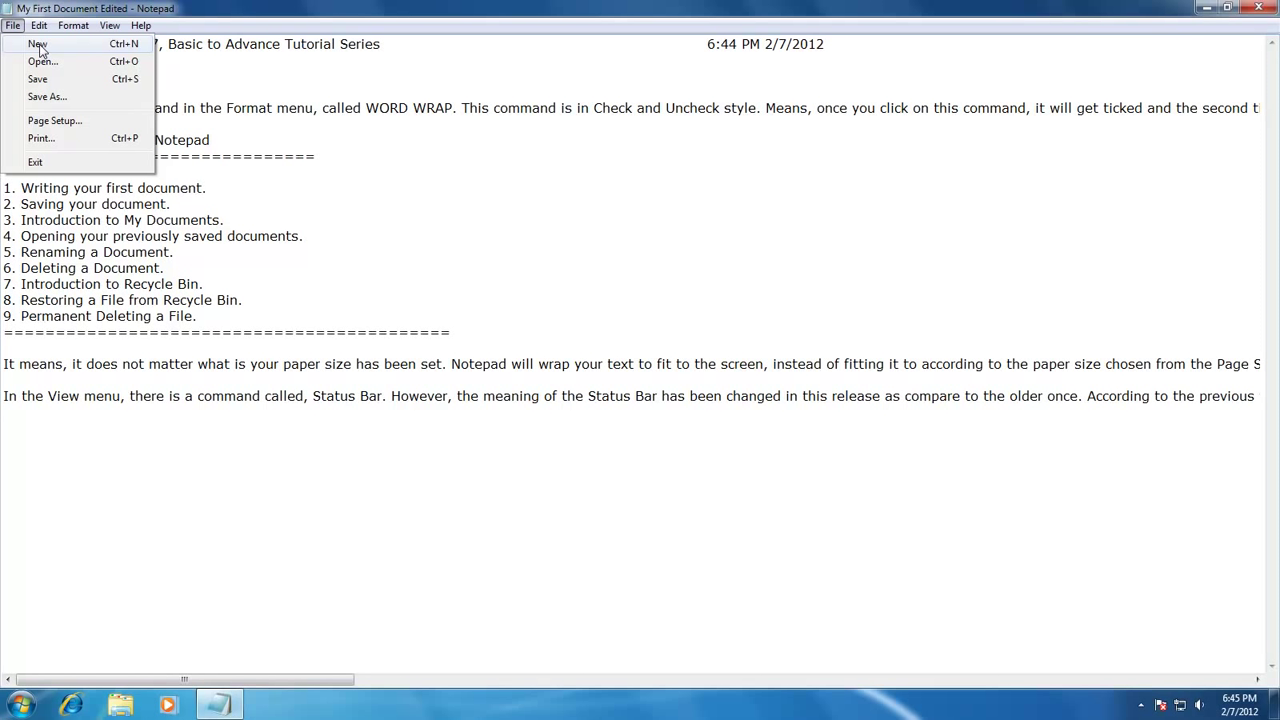 My First Document Edited - Notepad
File Edit Format View Help
New Ctrl+N
Open... Ctrl+O
Save Ctrl+S
Save As...
Page Setup...
Print... Ctrl+P
Exit
7, Basic to Advance Tutorial Series 6:44 PM 2/7/2012
and in the Format menu, called WORD WRAP. This command is in Check and Uncheck style. Means, once you click on this command, it will get ticked and the second t
Notepad
==================
1. Writing your first document.
2. Saving your document.
3. Introduction to My Documents.
4. Opening your previously saved documents.
5. Renaming a Document.
6. Deleting a Document.
7. Introduction to Recycle Bin.
8. Restoring a File from Recycle Bin.
9. Permanent Deleting a File.
===========================================
It means, it does not matter what is your paper size has been set. Notepad will wrap your text to fit to the screen, instead of fitting it to according to the paper size chosen from the Page S
In the View menu, there is a command called, Status Bar. However, the meaning of the Status Bar has been changed in this release as compare to the older once. According to the previous
6:45 PM
2/7/2012